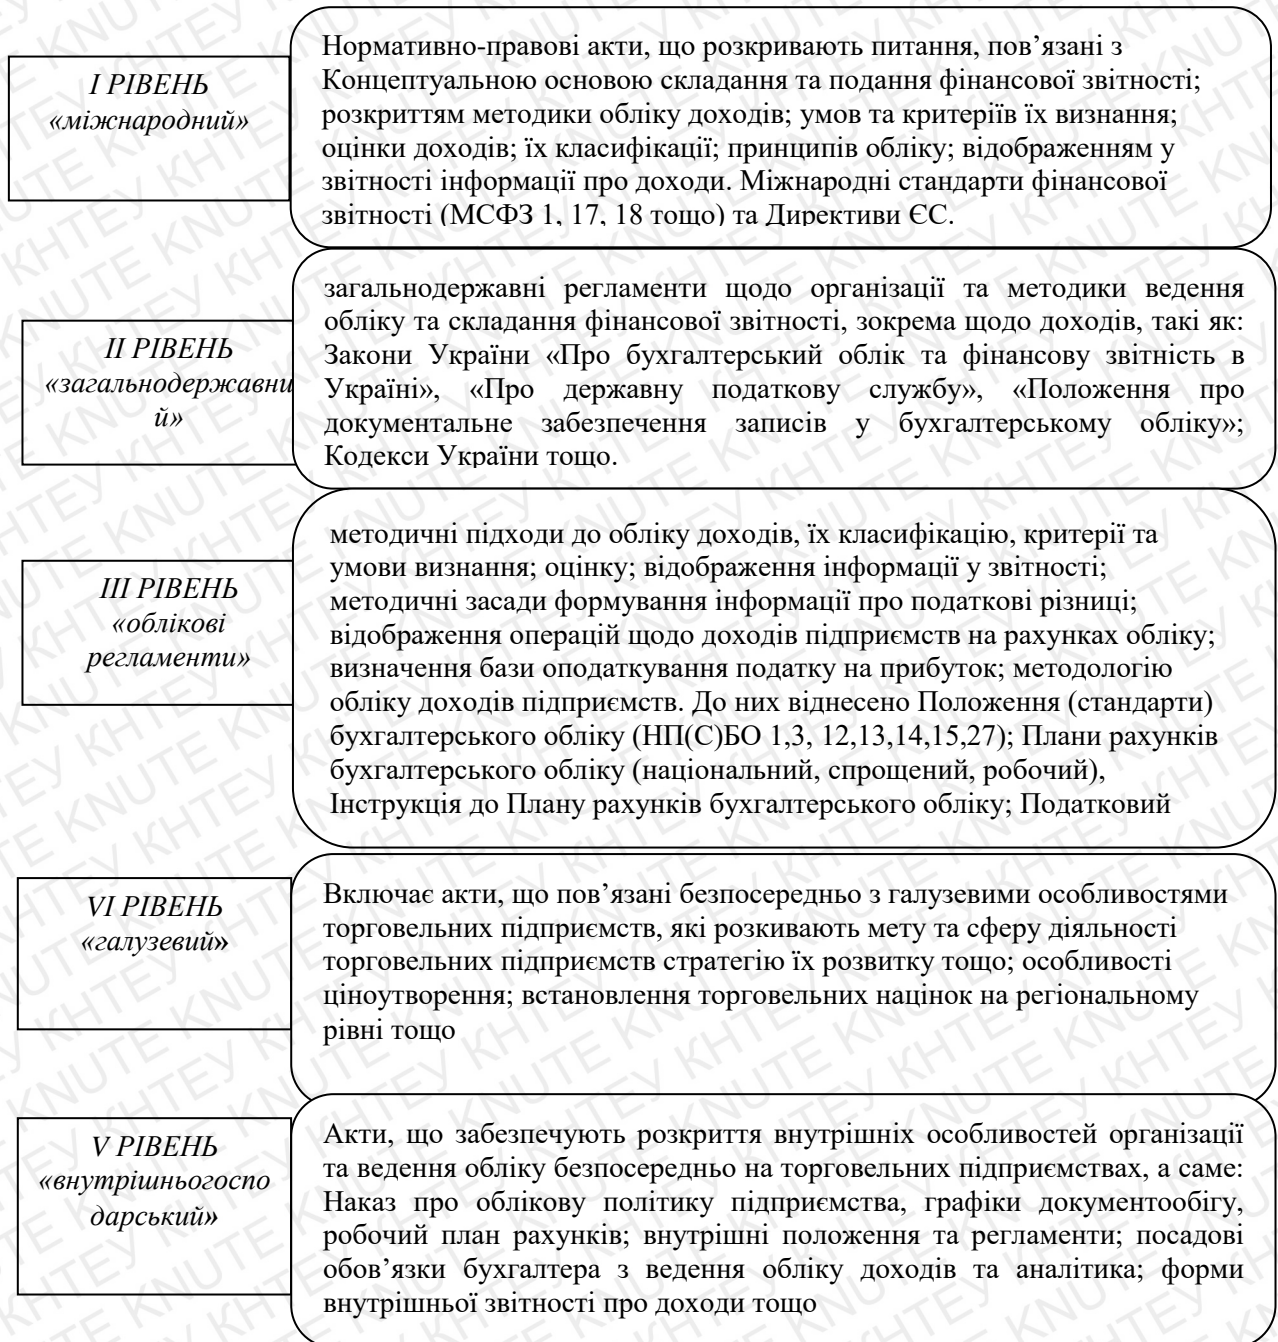 І РІВЕНЬ
«міжнародний»
Нормативно-правові акти, що розкривають питання, пов’язані з
Концептуальною основою складання та подання фінансової звітності;
розкриттям методики обліку доходів; умов та критеріїв їх визнання;
оцінки доходів; їх класифікації; принципів обліку; відображенням у
звітності інформації про доходи. Міжнародні стандарти фінансової
звітності (МСФЗ 1, 17, 18 тощо) та Директиви ЄС.
ІІ РІВЕНЬ
«загальнодержавни
й»
загальнодержавні регламенти щодо організації та методики ведення
обліку та складання фінансової звітності, зокрема щодо доходів, такі як:
Закони України «Про бухгалтерський облік та фінансову звітність в
Україні», «Про державну податкову службу», «Положення про
документальне забезпечення записів у бухгалтерському обліку»;
Кодекси України тощо.
ІІІ РІВЕНЬ
«облікові
регламенти»
методичні підходи до обліку доходів, їх класифікацію, критерії та
умови визнання; оцінку; відображення інформації у звітності;
методичні засади формування інформації про податкові різниці;
відображення операцій щодо доходів підприємств на рахунках обліку;
визначення бази оподаткування податку на прибуток; методологію
обліку доходів підприємств. До них віднесено Положення (стандарти)
бухгалтерського обліку (НП(С)БО 1,3, 12,13,14,15,27); Плани рахунків
бухгалтерського обліку (національний, спрощений, робочий),
Інструкція до Плану рахунків бухгалтерського обліку; Податковий
VI РІВЕНЬ
«галузевий»
Включає акти, що пов’язані безпосередньо з галузевими особливостями
торговельних підприємств, які розкивають мету та сферу діяльності
торговельних підприємств стратегію їх розвитку тощо; особливості
ціноутворення; встановлення торговельних націнок на регіональному
рівні тощо
V РІВЕНЬ
«внутрішньогоспо
дарський»
Акти, що забезпечують розкриття внутрішніх особливостей організації
та ведення обліку безпосередньо на торговельних підприємствах, а саме:
Наказ про облікову політику підприємства, графіки документообігу,
робочий план рахунків; внутрішні положення та регламенти; посадові
обов’язки бухгалтера з ведення обліку доходів та аналітика; форми
внутрішньої звітності про доходи тощо